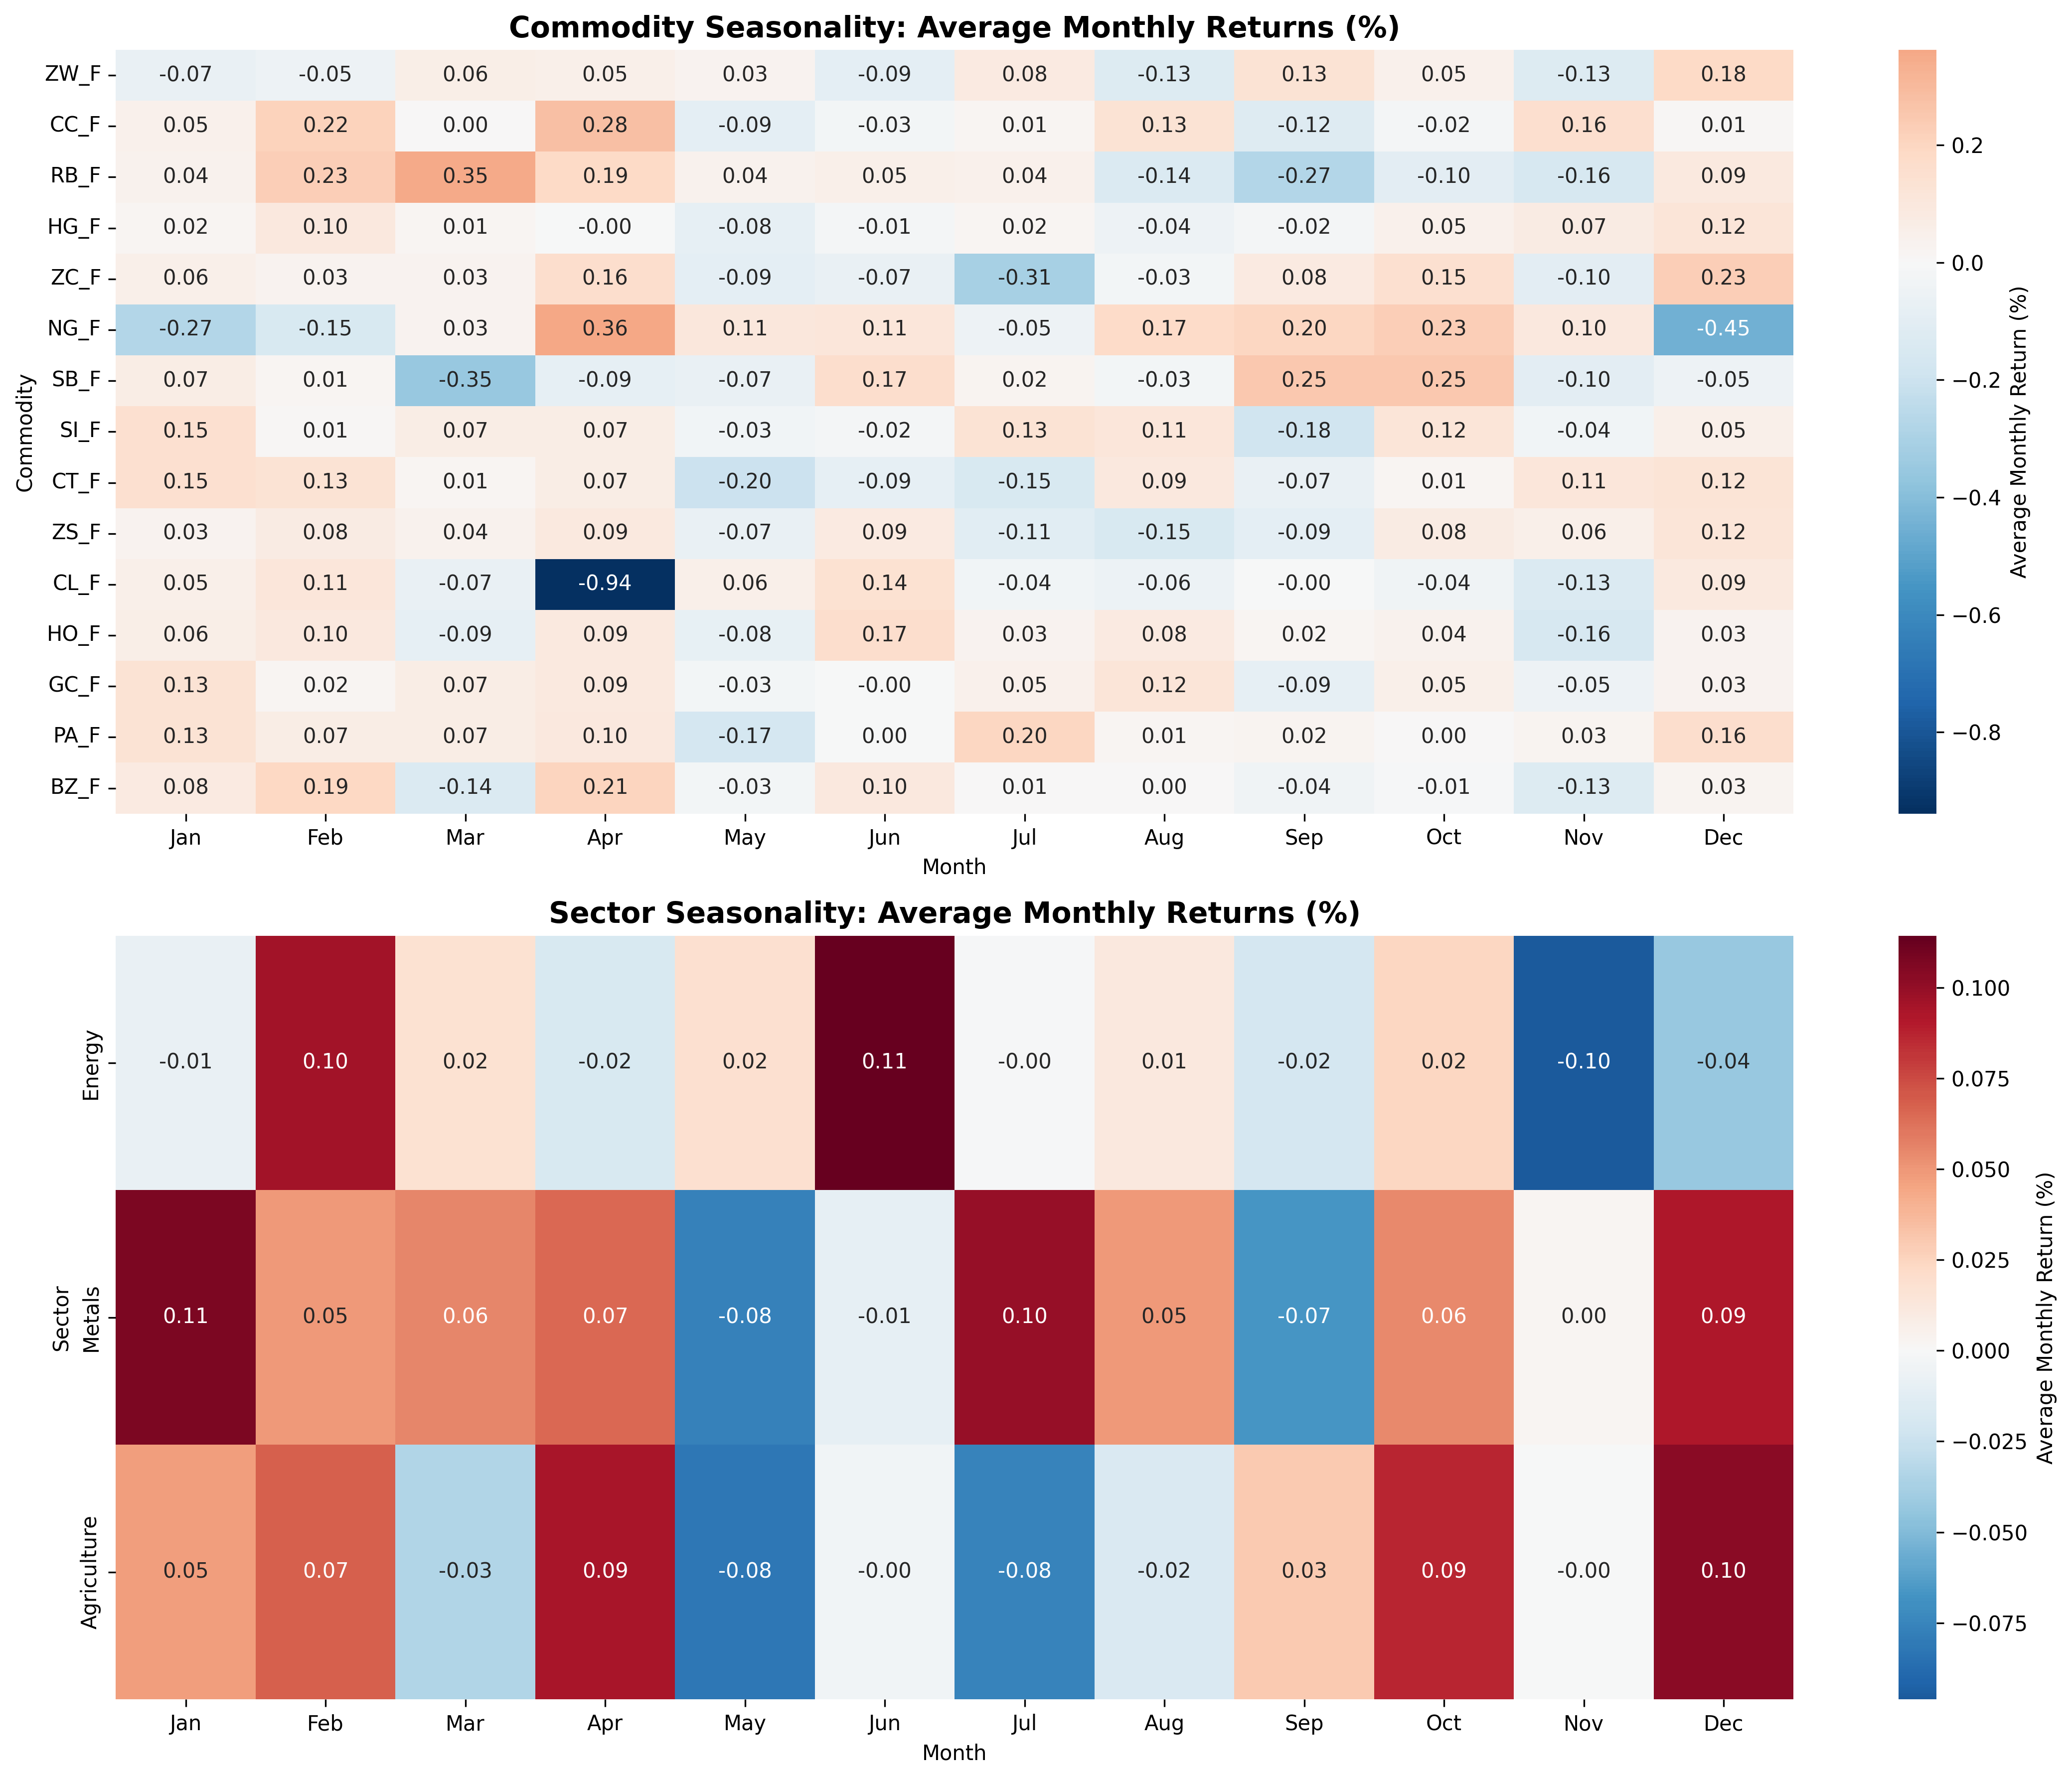 Commodity Seasonality: Average Monthly Returns (%)
Commodity
ZW_F -0.07 -0.05 0.06 0.05 0.03 -0.09 0.08 -0.13 0.13 0.05 -0.13 0.18
CC_F 0.05 0.22 0.00 0.28 -0.09 -0.03 0.01 0.13 -0.12 -0.02 0.16 0.01
RB_F 0.04 0.23 0.35 0.19 0.04 0.05 0.04 -0.14 -0.27 -0.10 -0.16 0.09
HG_F 0.02 0.10 0.01 -0.00 -0.08 -0.01 0.02 -0.04 -0.02 0.05 0.07 0.12
ZC_F 0.06 0.03 0.03 0.16 -0.09 -0.07 -0.31 -0.03 0.08 0.15 -0.10 0.23
NG_F -0.27 -0.15 0.03 0.36 0.11 0.11 -0.05 0.17 0.20 0.23 0.10 -0.45
SB_F 0.07 0.01 -0.35 -0.09 -0.07 0.17 0.02 -0.03 0.25 0.25 -0.10 -0.05
SI_F 0.15 0.01 0.07 0.07 -0.03 -0.02 0.13 0.11 -0.18 0.12 -0.04 0.05
CT_F 0.15 0.13 0.01 0.07 -0.20 -0.09 -0.15 0.09 -0.07 0.01 0.11 0.12
ZS_F 0.03 0.08 0.04 0.09 -0.07 0.09 -0.11 -0.15 -0.09 0.08 0.06 0.12
CL_F 0.05 0.11 -0.07 -0.94 0.06 0.14 -0.04 -0.06 -0.00 -0.04 -0.13 0.09
HO_F 0.06 0.10 -0.09 0.09 -0.08 0.17 0.03 0.08 0.02 0.04 -0.16 0.03
GC_F 0.13 0.02 0.07 0.09 -0.03 -0.00 0.05 0.12 -0.09 0.05 -0.05 0.03
PA_F 0.13 0.07 0.07 0.10 -0.17 0.00 0.20 0.01 0.02 0.00 0.03 0.16
BZ_F 0.08 0.19 -0.14 0.21 -0.03 0.10 0.01 0.00 -0.04 -0.01 -0.13 0.03
Jan Feb Mar Apr May Jun Jul Aug Sep Oct Nov Dec
Month
0.2
0.0
−0.2
−0.4
−0.6
−0.8
Average Monthly Return (%)
Sector Seasonality: Average Monthly Returns (%)
Sector
Energy -0.01 0.10 0.02 -0.02 0.02 0.11 -0.00 0.01 -0.02 0.02 -0.10 -0.04
Metals 0.11 0.05 0.06 0.07 -0.08 -0.01 0.10 0.05 -0.07 0.06 0.00 0.09
Agriculture 0.05 0.07 -0.03 0.09 -0.08 -0.00 -0.08 -0.02 0.03 0.09 -0.00 0.10
Jan Feb Mar Apr May Jun Jul Aug Sep Oct Nov Dec
Month
0.100
0.075
0.050
0.025
0.000
−0.025
−0.050
−0.075
Average Monthly Return (%)